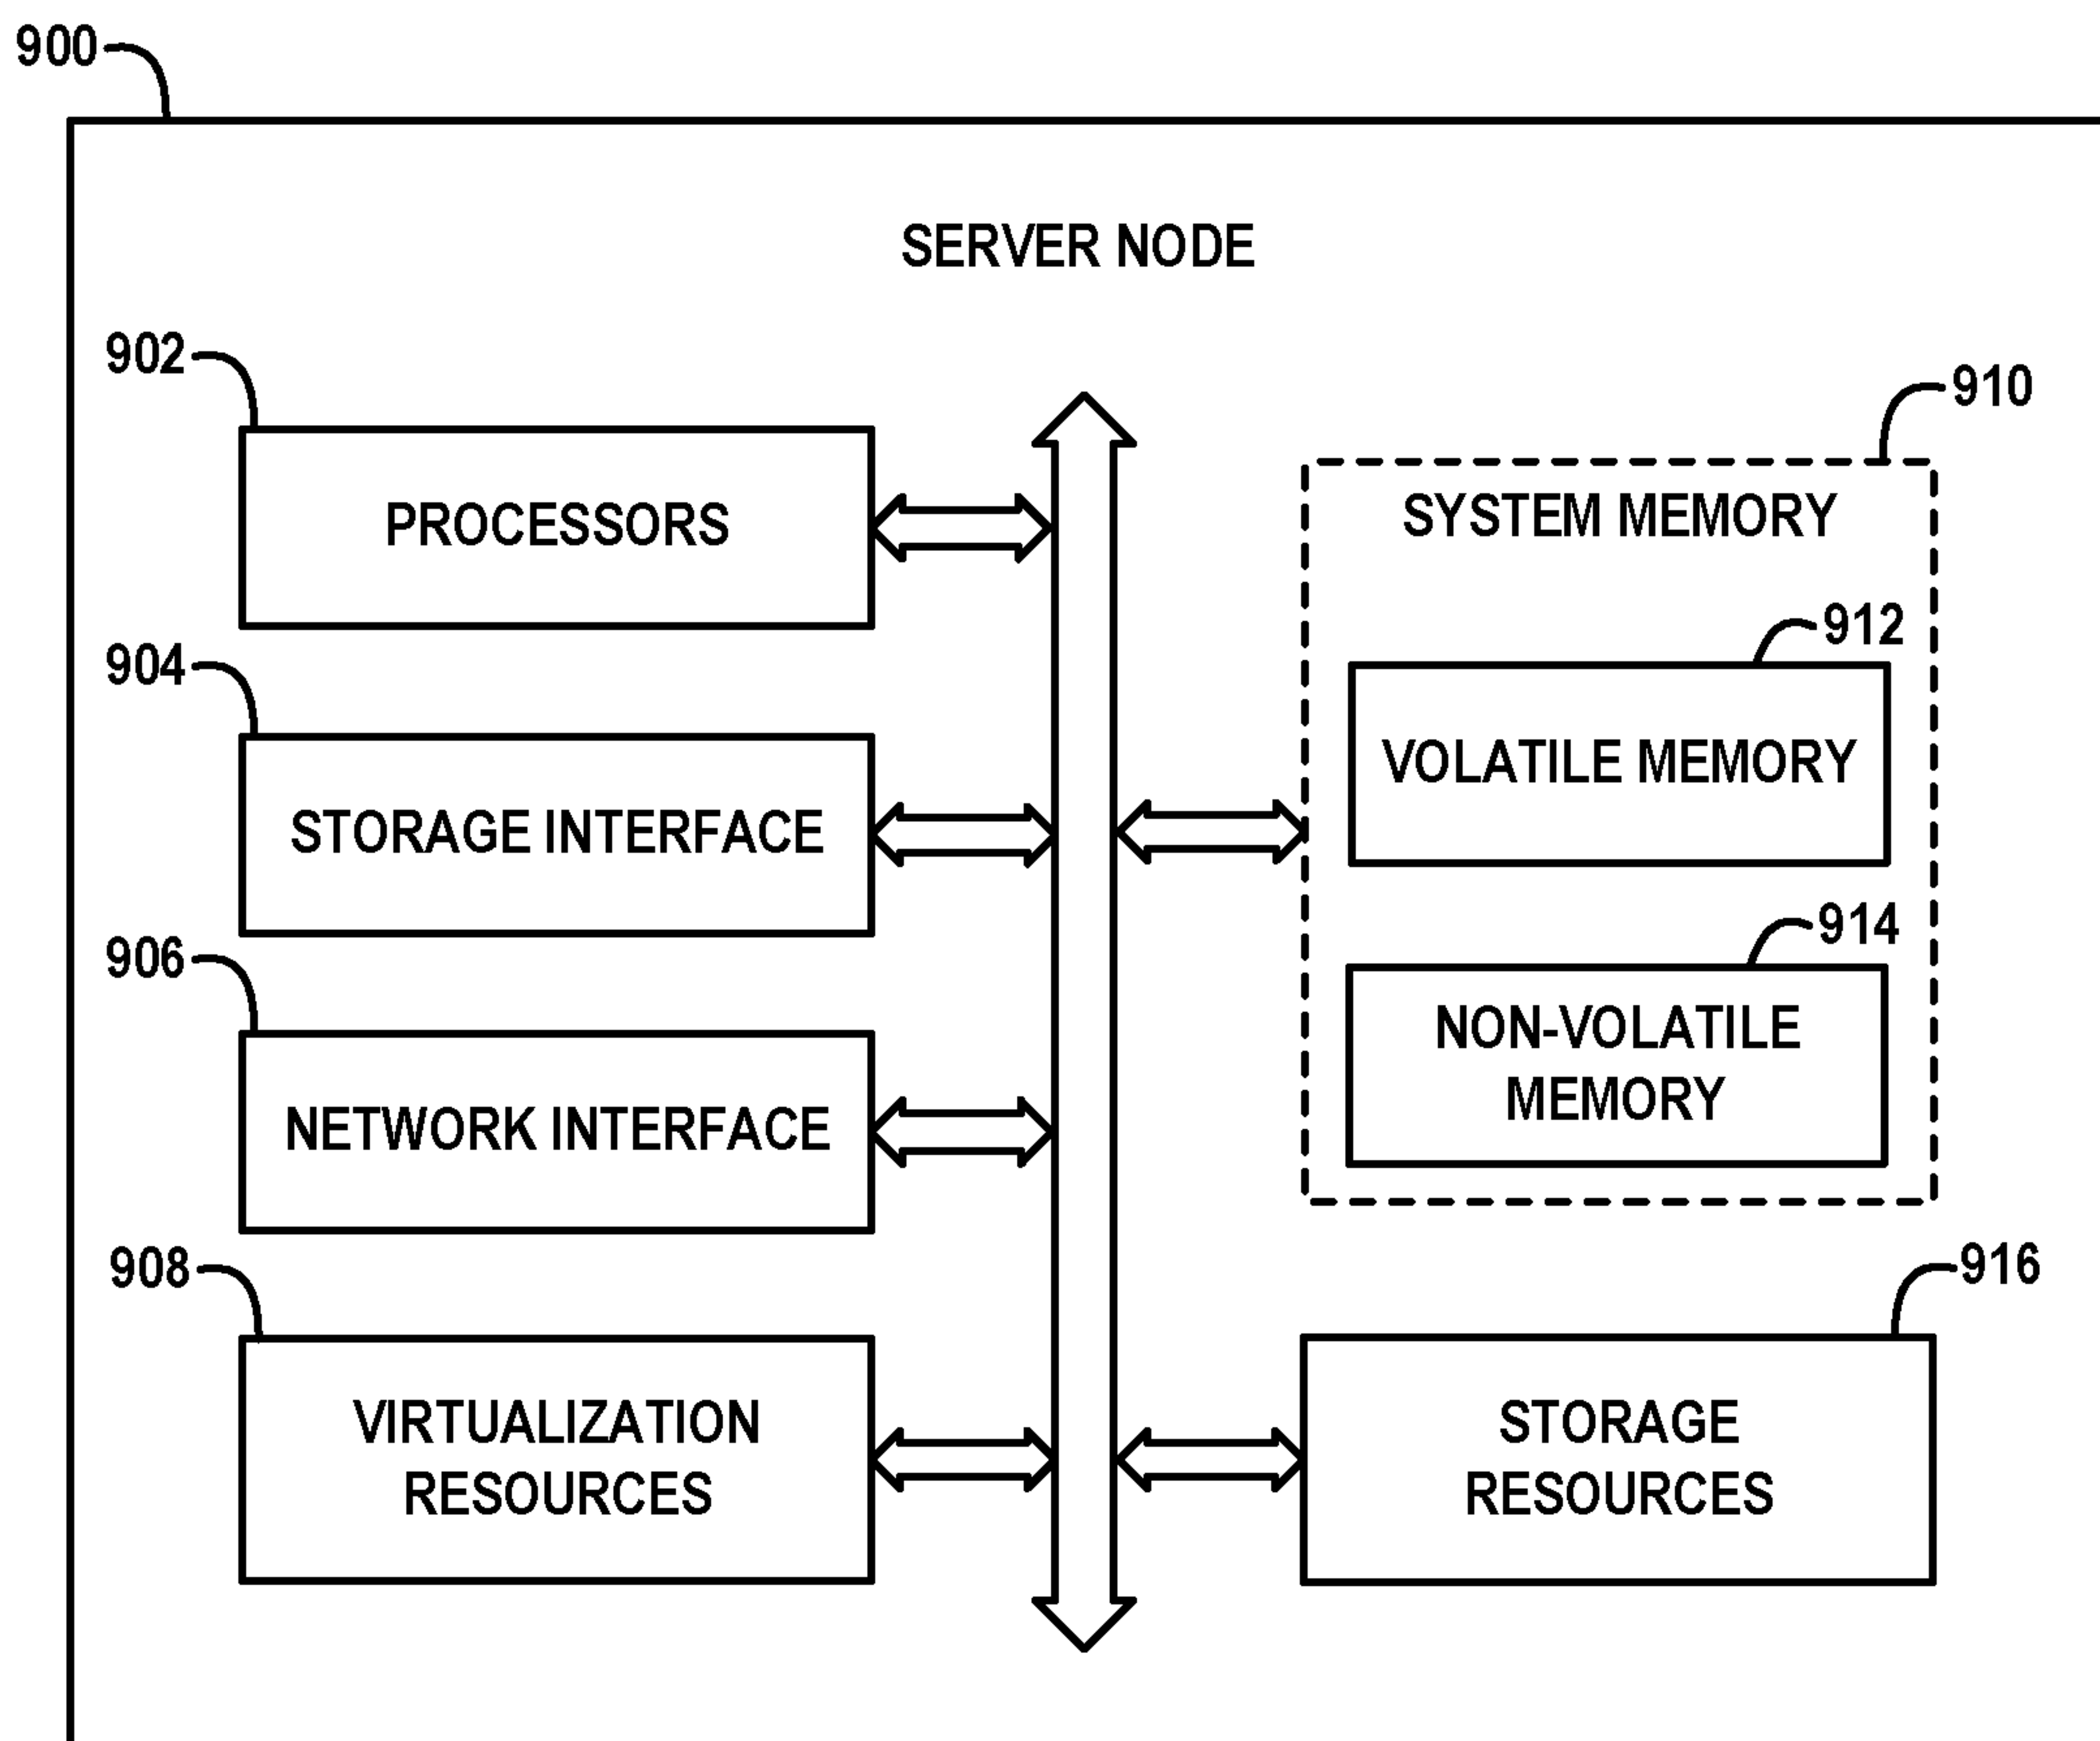 900
SERVER NODE
902
PROCESSORS
904
STORAGE INTERFACE
906
NETWORK INTERFACE
908
VIRTUALIZATION
RESOURCES
910
SYSTEM MEMORY
912
VOLATILE MEMORY
914
NON-VOLATILE
MEMORY
916
STORAGE
RESOURCES